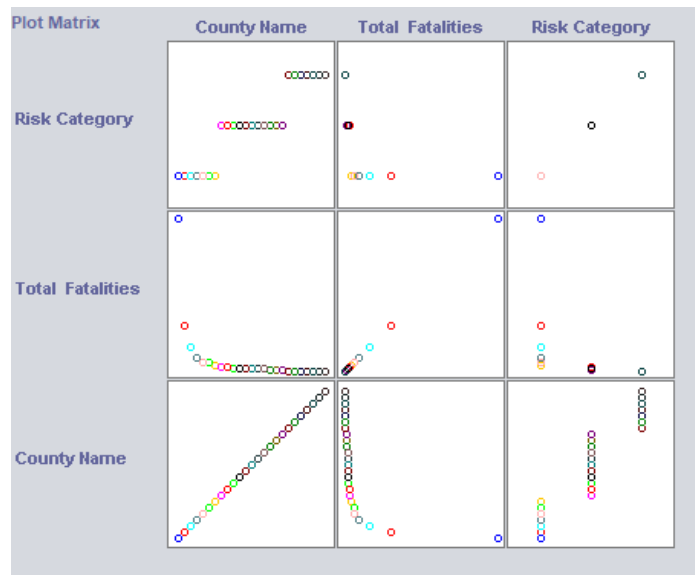 Plot Matrix
County Name Total Fatalities Risk Category
Risk Category
Total Fatalities
County Name